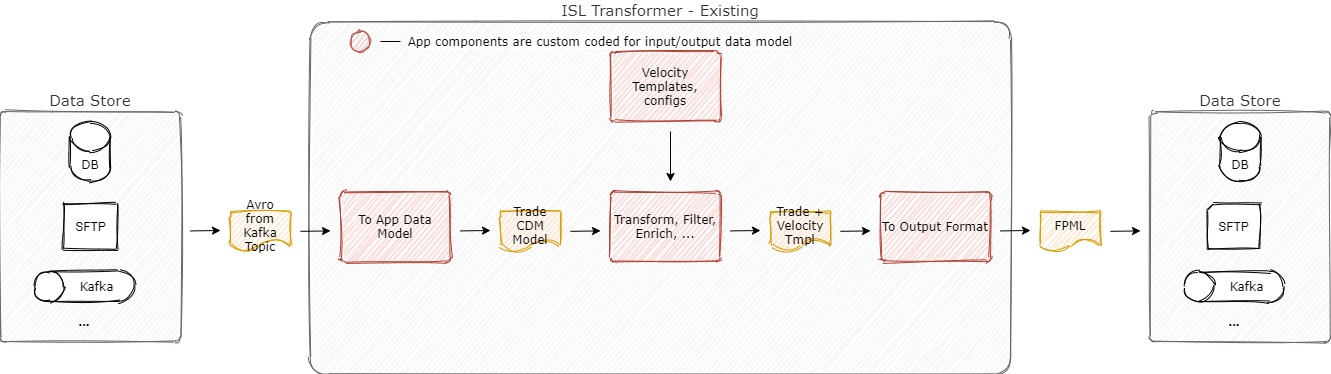 ISL Transformer - Existing
App components are custom coded for input/output data model
Velocity
Templates,
configs
Data Store
DB
SFTP
Kafka
...
Avro
from
Kafka
Topic
To App Data
Model
Trade
CDM
Model
Transform, Filter,
Enrich, ...
Trade +
Velocity
Tmpl
To Output Format
FPML
Data Store
DB
SFTP
Kafka
...